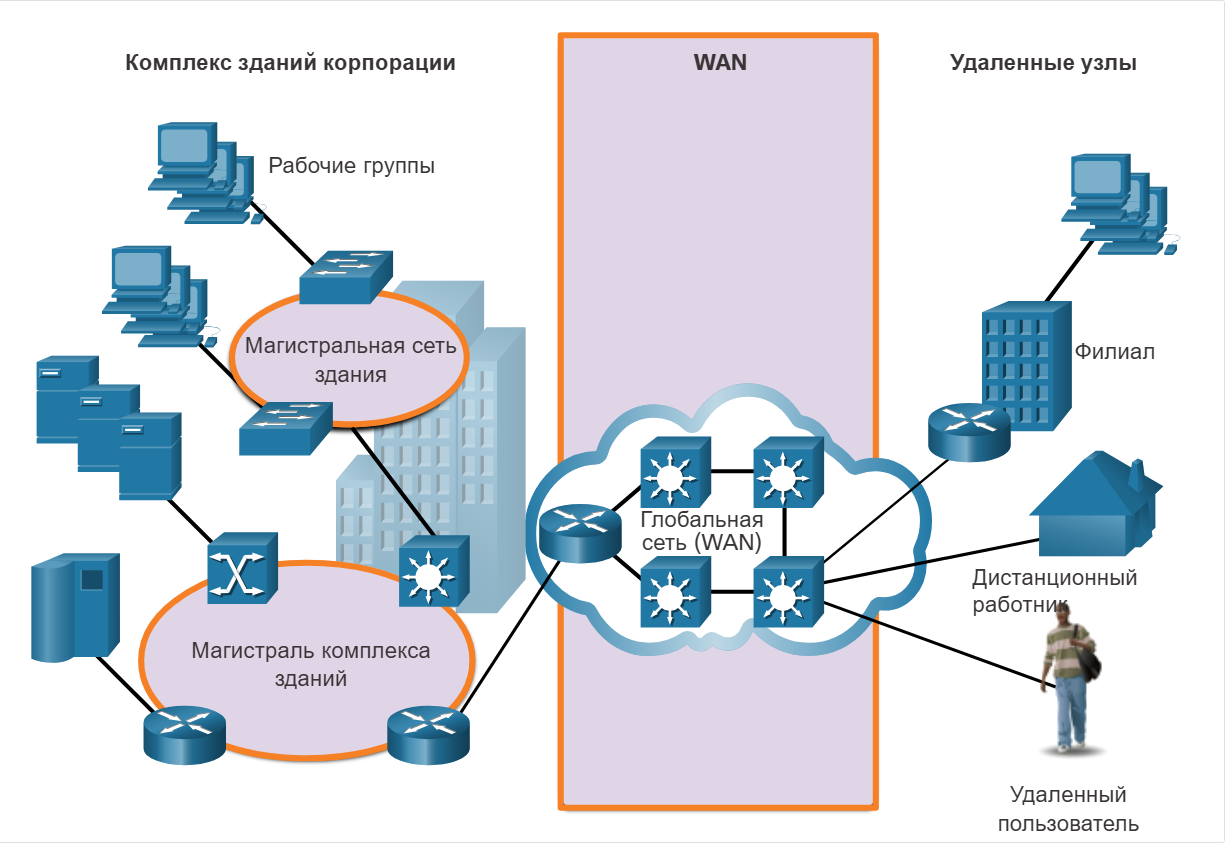 Комплекс зданий корпорации
WAN
Удаленные узлы
Рабочие группы
Магистральная сеть
здания
Филиал
Глобальная
сеть (WAN)
Дистанционный
работник
Магистраль комплекса
зданий
Удаленный
пользователь